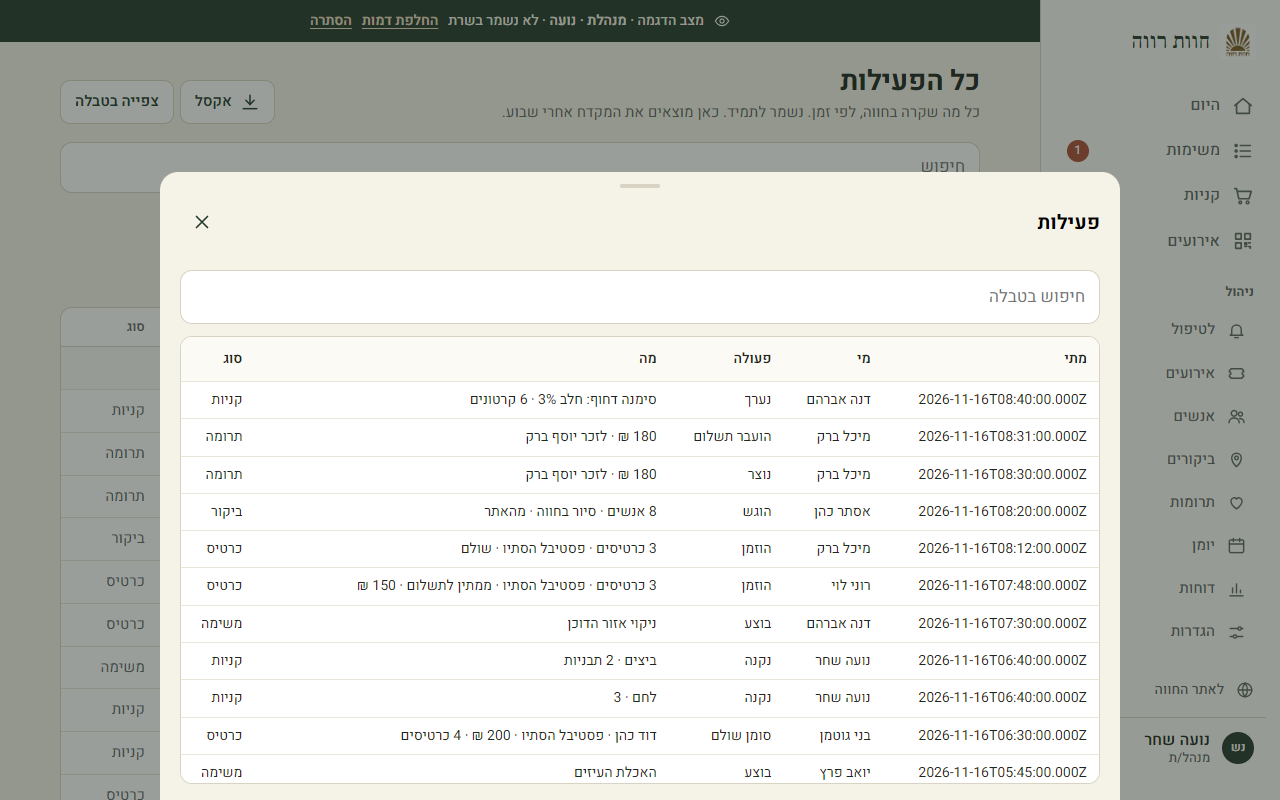 מצב הדגמה · מנהלת · נועה · לא נשמר בשרת החלפת דמות הסתרה
חוות רווה
היום
משימות 1
קניות
אירועים
ניהול
לטיפול
אירועים
אנשים
ביקורים
תרומות
יומן
דוחות
הגדרות
לאתר החווה
נש נועה שחר
מנהל/ת
כל הפעילות
כל מה שקרה בחווה, לפי זמן. נשמר לתמיד. כאן מוצאים את המקדח אחרי שבוע.
אקסל צפייה בטבלה
חיפוש
סוג
קניות
תרומה
תרומה
ביקור
כרטיס
כרטיס
משימה
קניות
קניות
כרטיס
פעילות
חיפוש בטבלה
מתי מי פעולה מה סוג
2026-11-16T08:40:00.000Z דנה אברהם נערך סימנה דחוף: חלב 3% · 6 קרטונים קניות
2026-11-16T08:31:00.000Z מיכל ברק הועבר תשלום 180 ₪ · לזכר יוסף ברק תרומה
2026-11-16T08:30:00.000Z מיכל ברק נוצר 180 ₪ · לזכר יוסף ברק תרומה
2026-11-16T08:20:00.000Z אסתר כהן הוגש 8 אנשים · סיור בחווה · מהאתר ביקור
2026-11-16T08:12:00.000Z מיכל ברק הוזמן 3 כרטיסים · פסטיבל הסתיו · שולם כרטיס
2026-11-16T07:48:00.000Z רוני לוי הוזמן 3 כרטיסים · פסטיבל הסתיו · ממתין לתשלום · 150 ₪ כרטיס
2026-11-16T07:30:00.000Z דנה אברהם בוצע ניקוי אזור הדוכן משימה
2026-11-16T06:40:00.000Z נועה שחר נקנה ביצים · 2 תבניות קניות
2026-11-16T06:40:00.000Z נועה שחר נקנה לחם · 3 קניות
2026-11-16T06:30:00.000Z בני גוטמן סומן שולם דוד כהן · פסטיבל הסתיו · 200 ₪ · 4 כרטיסים כרטיס
2026-11-16T05:45:00.000Z יואב פרץ בוצע האכלת העיזים משימה